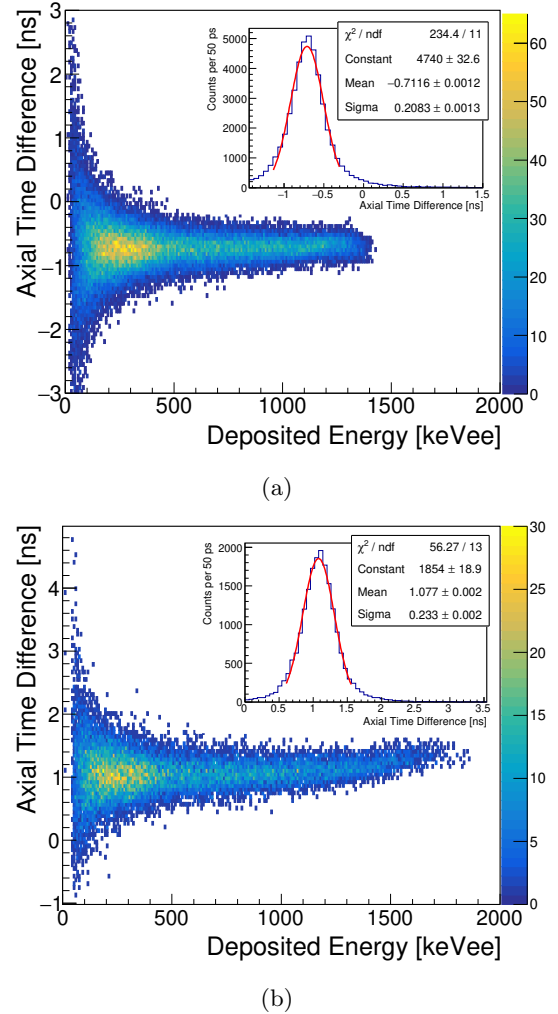 Axial Time Difference [ns]
3
2
1
0
−1
−2
−3
0 500 1000 1500 2000
Deposited Energy [keVee]
60
50
40
30
20
10
0
Counts per 50 ps
5000
4000
3000
2000
1000
0
−1 −0.5 0 0.5 1 1.5
Axial Time Difference [ns]
χ² / ndf 234.4 / 11
Constant 4740 ± 32.6
Mean −0.7116 ± 0.0012
Sigma 0.2083 ± 0.0013
(a)
Axial Time Difference [ns]
4
3
2
1
0
−1
0 500 1000 1500 2000
Deposited Energy [keVee]
30
25
20
15
10
5
0
Counts per 50 ps
2000
1500
1000
500
0
0 0.5 1 1.5 2 2.5 3 3.5
Axial Time Difference [ns]
χ² / ndf 56.27 / 13
Constant 1854 ± 18.9
Mean 1.077 ± 0.002
Sigma 0.233 ± 0.002
(b)